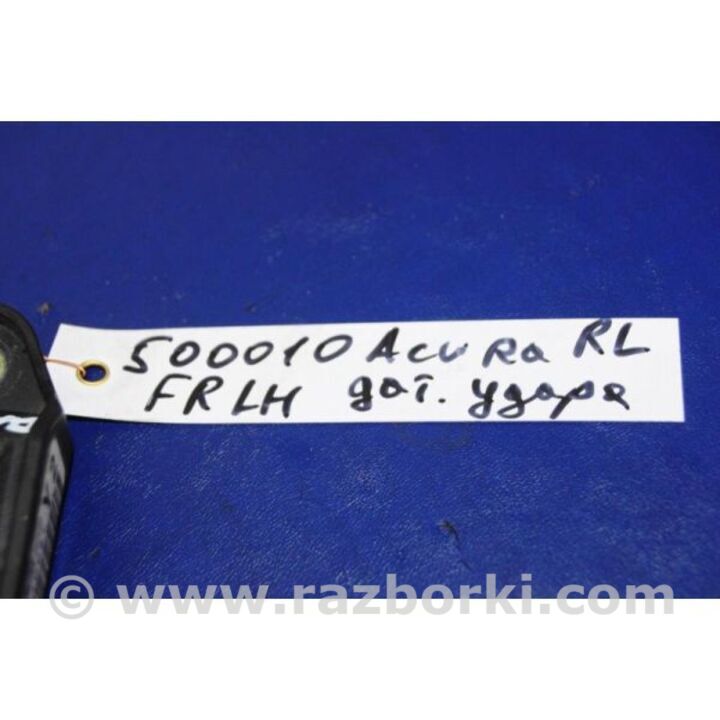 500010 Acura RL
FR LH дат. удара
© www.razborki.com